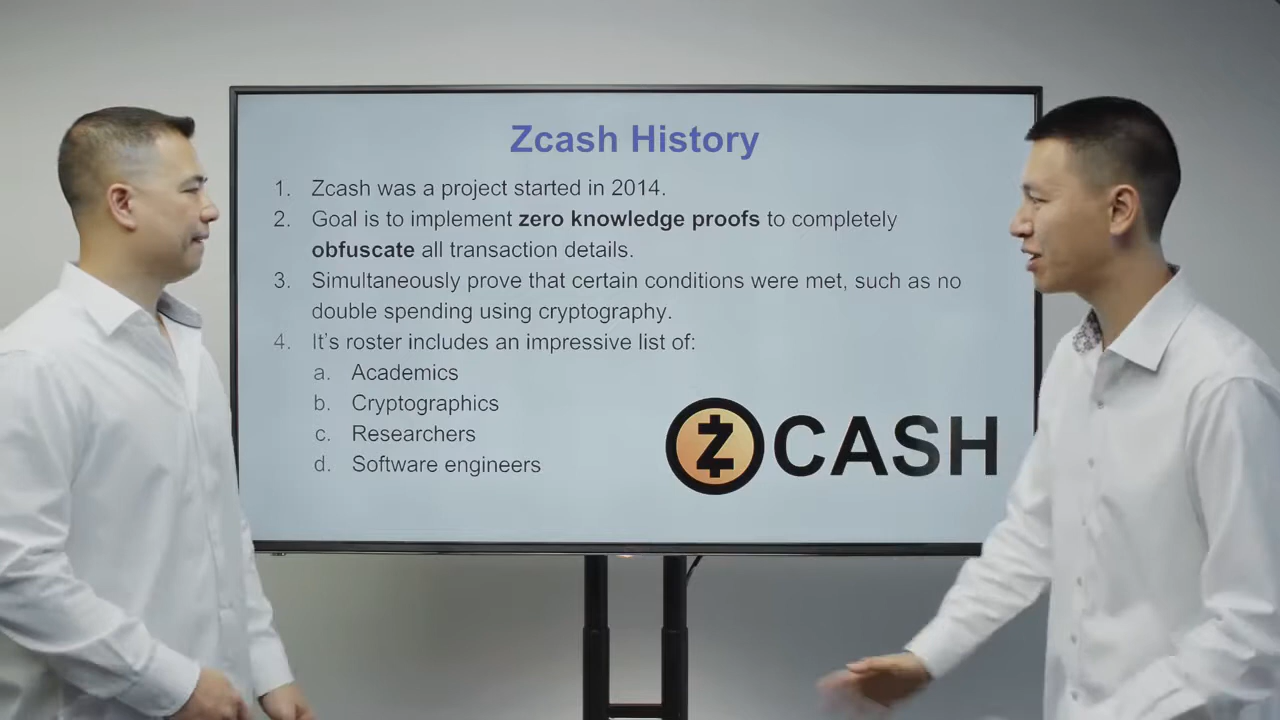 Zcash History
1. Zcash was a project started in 2014.
2. Goal is to implement zero knowledge proofs to completely
obfuscate all transaction details.
3. Simultaneously prove that certain conditions were met, such as no
double spending using cryptography.
4. It's roster includes an impressive list of:
a. Academics
b. Cryptographics
c. Researchers
d. Software engineers
ZCASH